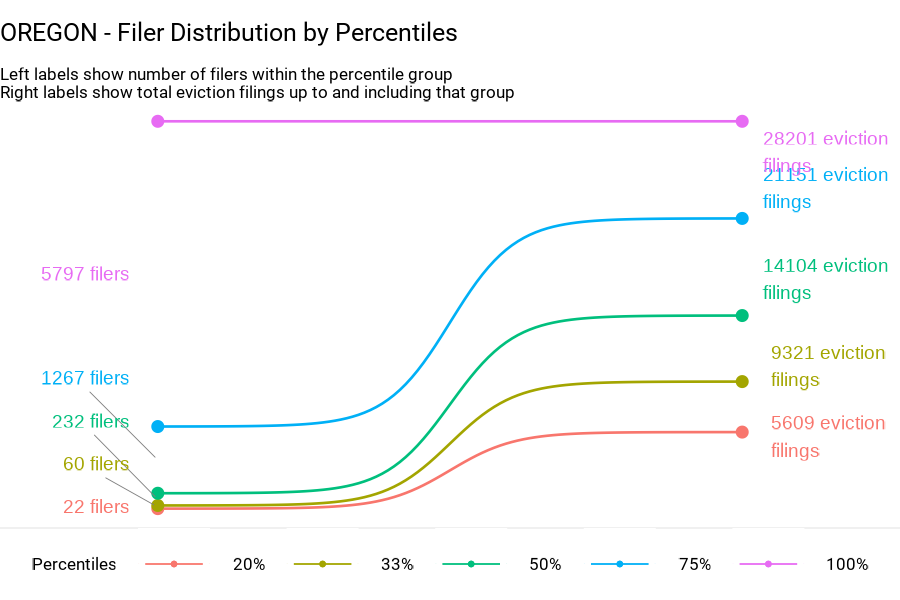 OREGON - Filer Distribution by Percentiles
Left labels show number of filers within the percentile group
Right labels show total eviction filings up to and including that group
28201 eviction
filings
21151 eviction
filings
5797 filers
14104 eviction
filings
1267 filers
9321 eviction
filings
232 filers
5609 eviction
filings
60 filers
22 filers
Percentiles 20% 33% 50% 75% 100%